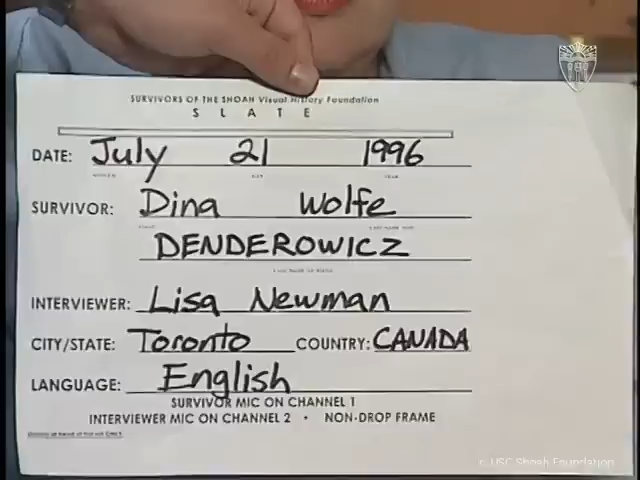 SURVIVORS OF THE SHOAH Visual History Foundation
SLATE
DATE: July 21 1996
SURVIVOR: Dina Wolfe
DENDEROWICZ
INTERVIEWER: Lisa Newman
CITY/STATE: Toronto COUNTRY: CANADA
LANGUAGE: English
SURVIVOR MIC ON CHANNEL 1
INTERVIEWER MIC ON CHANNEL 2 • NON-DROP FRAME
USC Shoah Foundation